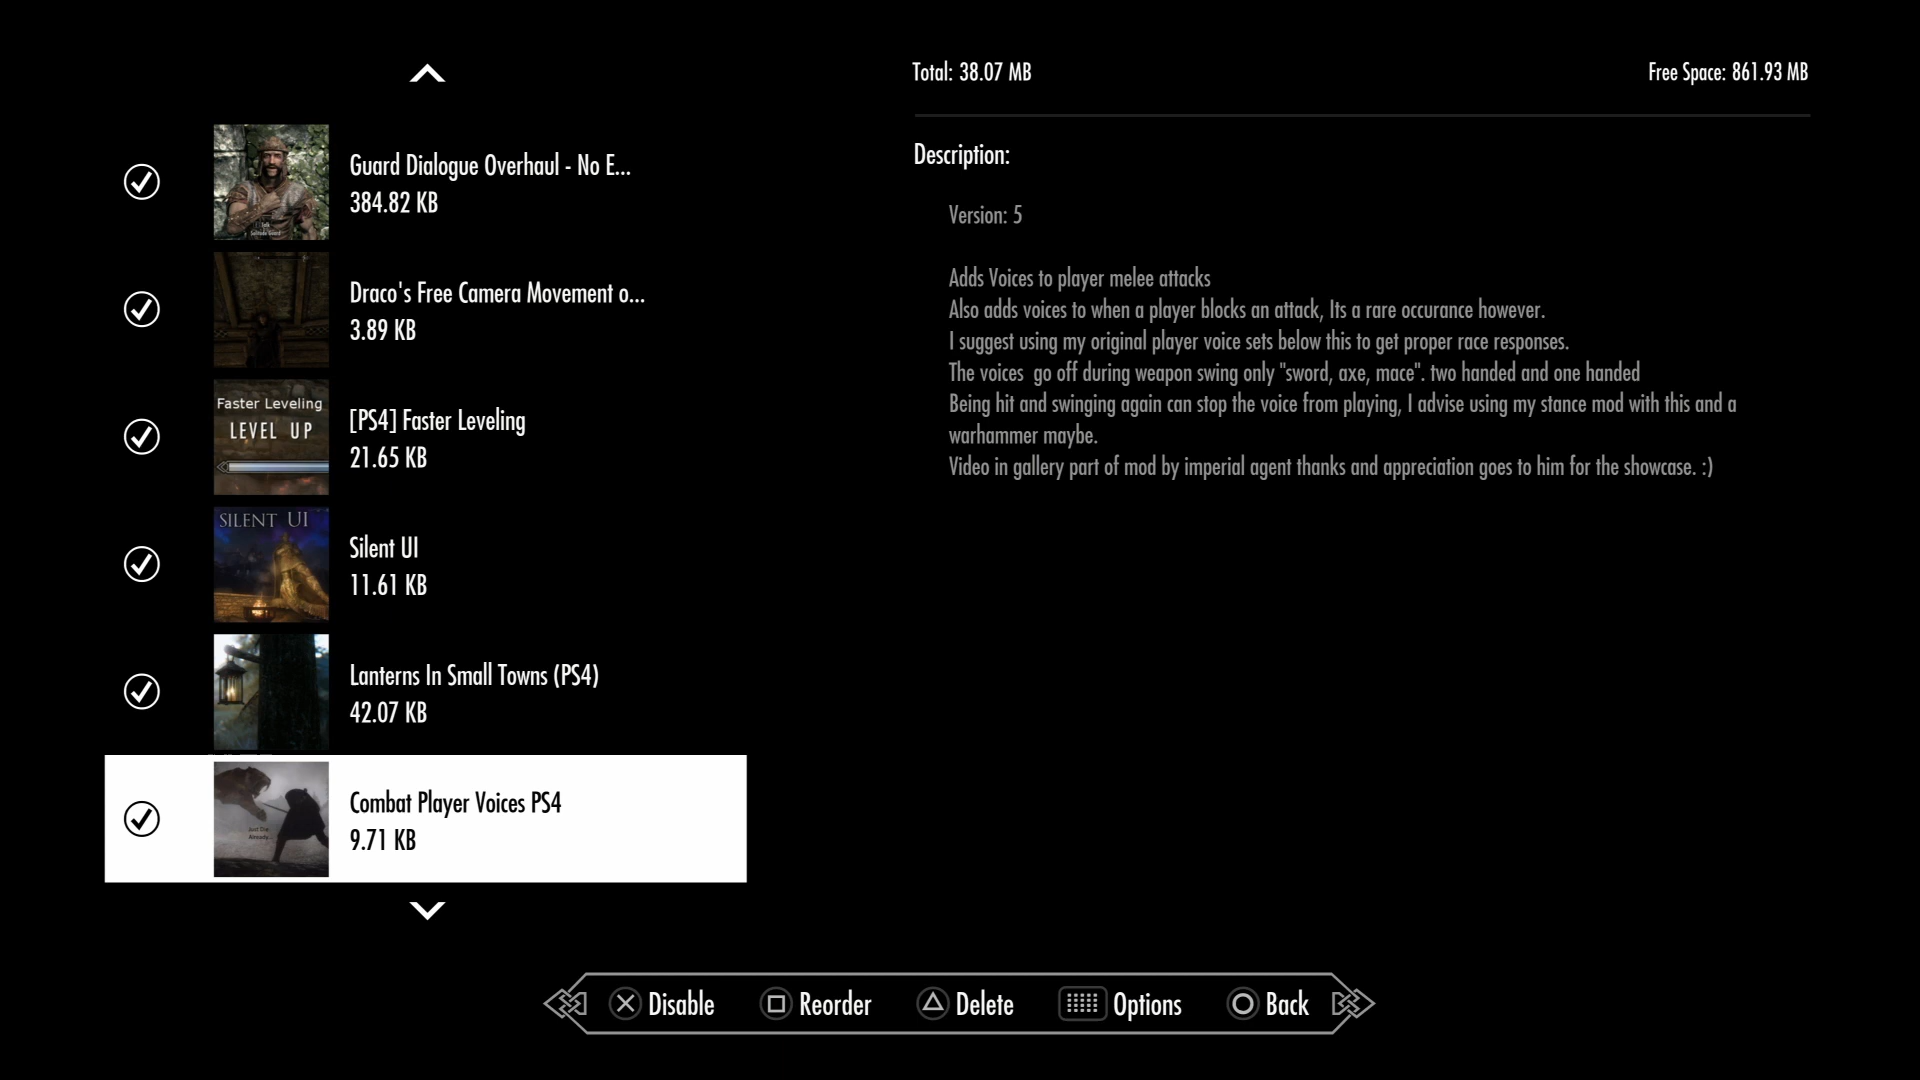 Total: 38.07 MB
Free Space: 861.93 MB
Guard Dialogue Overhaul - No E...
384.82 KB
Draco's Free Camera Movement o...
3.89 KB
Faster Leveling
LEVEL UP
[PS4] Faster Leveling
21.65 KB
SILENT UI
Silent UI
11.61 KB
Lanterns In Small Towns (PS4)
42.07 KB
Just Die
Already...
Combat Player Voices PS4
9.71 KB
Description:
Version: 5
Adds Voices to player melee attacks
Also adds voices to when a player blocks an attack, Its a rare occurance however.
I suggest using my original player voice sets below this to get proper race responses.
The voices  go off during weapon swing only "sword, axe, mace". two handed and one handed
Being hit and swinging again can stop the voice from playing, I advise using my stance mod with this and a
warhammer maybe.
Video in gallery part of mod by imperial agent thanks and appreciation goes to him for the showcase. :)
Disable
Reorder
Delete
Options
Back